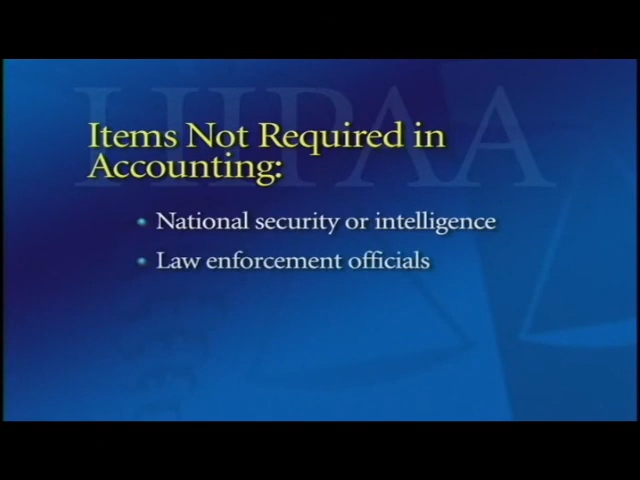 HIPAA
Items Not Required in
Accounting:
National security or intelligence
Law enforcement officials